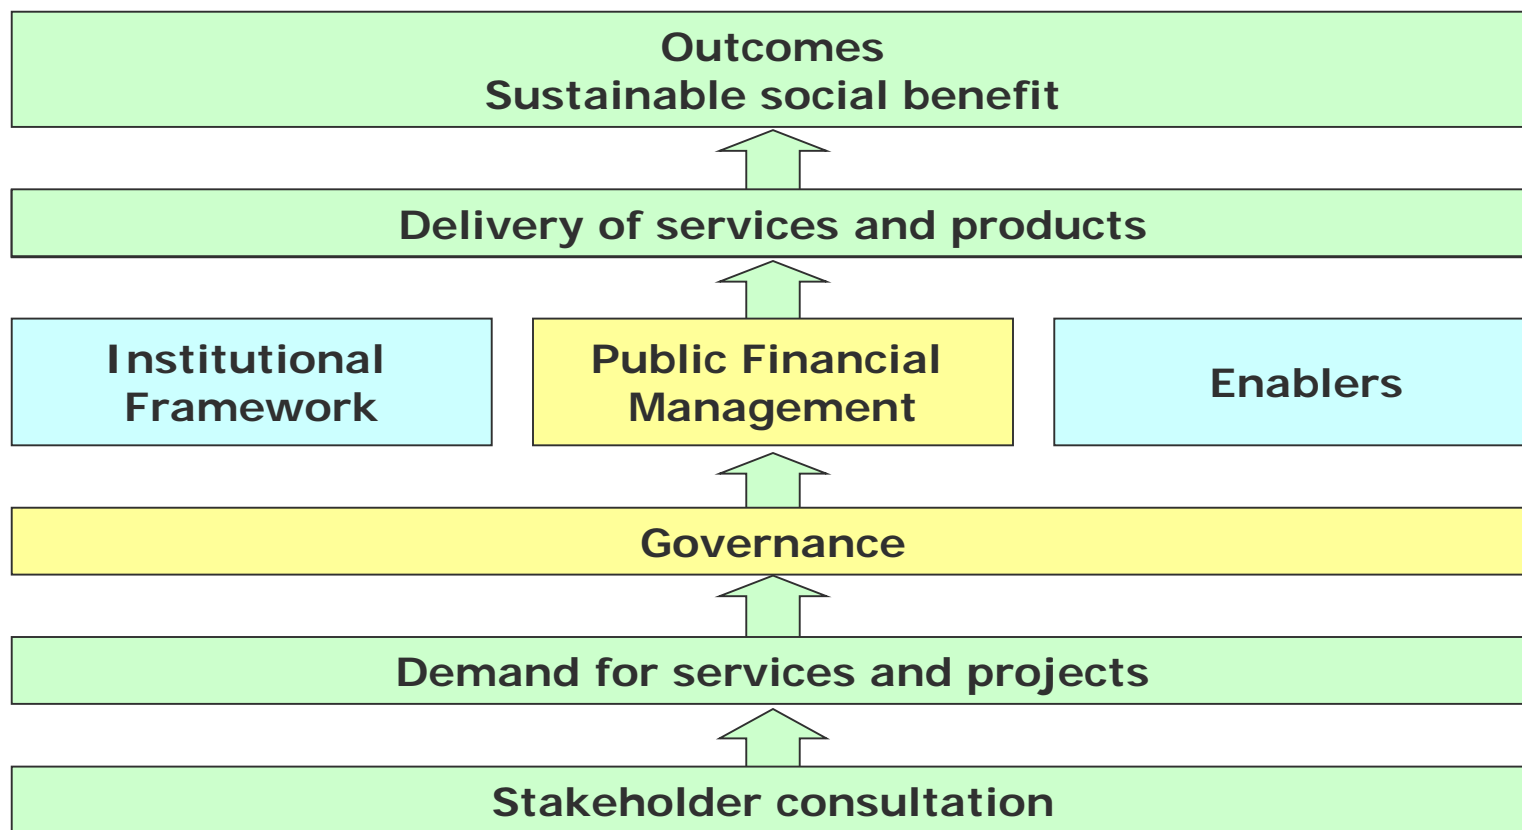 Outcomes
Sustainable social benefit
Delivery of services and products
Institutional
Framework
Public Financial
Management
Enablers
Governance
Demand for services and projects
Stakeholder consultation